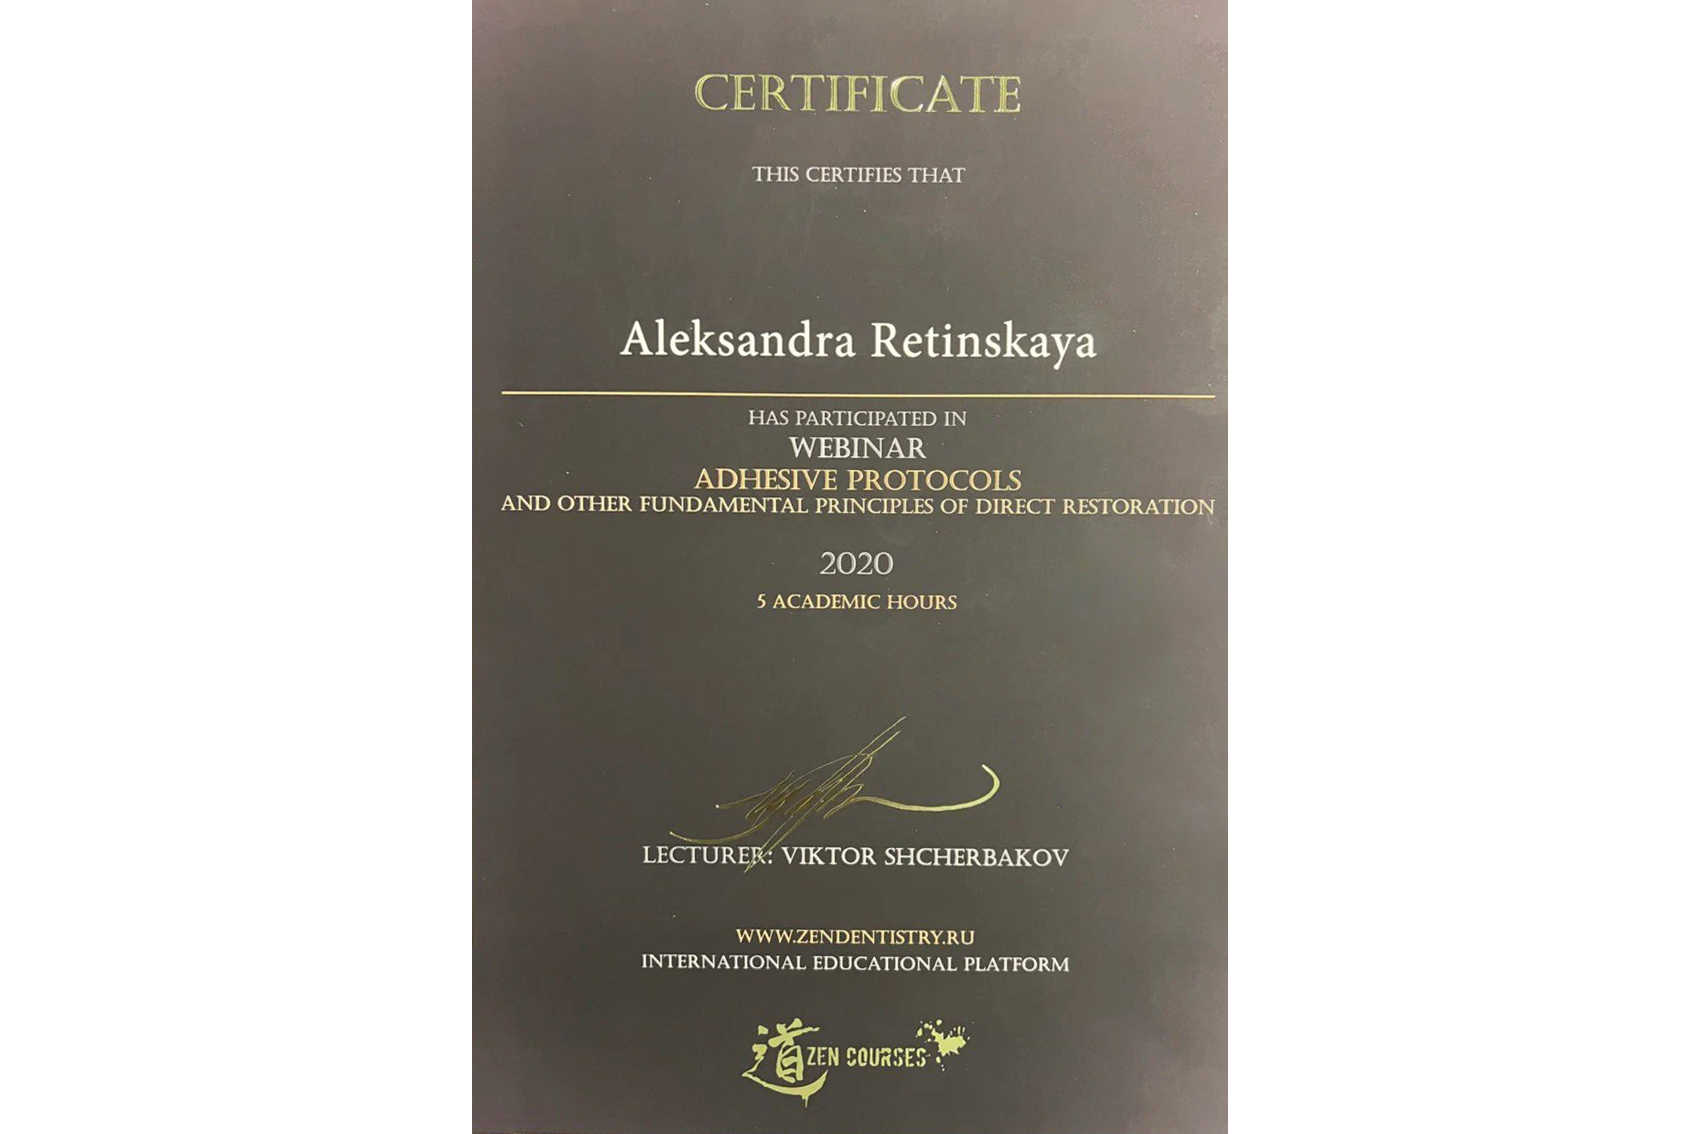 CERTIFICATE
THIS CERTIFIES THAT
Aleksandra Retinskaya
HAS PARTICIPATED IN
WEBINAR
ADHESIVE PROTOCOLS
AND OTHER FUNDAMENTAL PRINCIPLES OF DIRECT RESTORATION
2020
5 ACADEMIC HOURS
LECTURER: VIKTOR SHCHERBAKOV
WWW.ZENDENTISTRY.RU
INTERNATIONAL EDUCATIONAL PLATFORM
道 ZEN COURSES